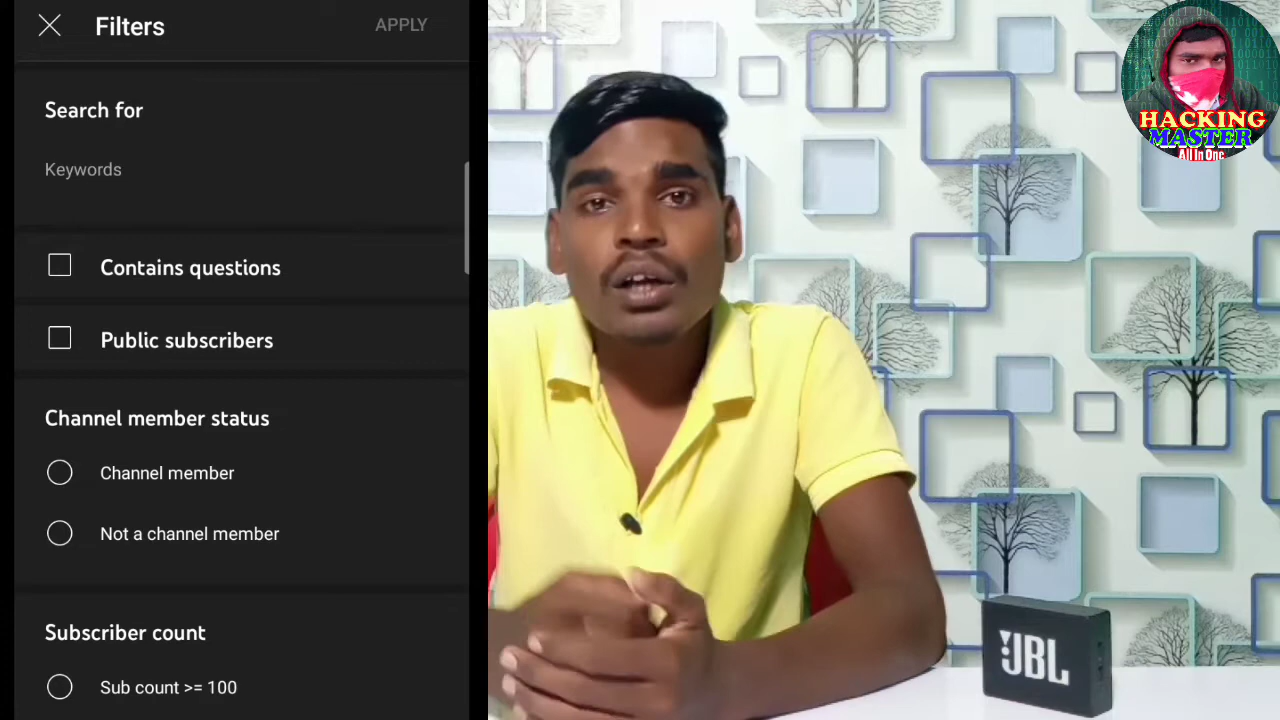 Filters
APPLY
Search for
Keywords
Contains questions
Public subscribers
Channel member status
Channel member
Not a channel member
Subscriber count
Sub count >= 100
HACKING
MASTER
All In One
JBL